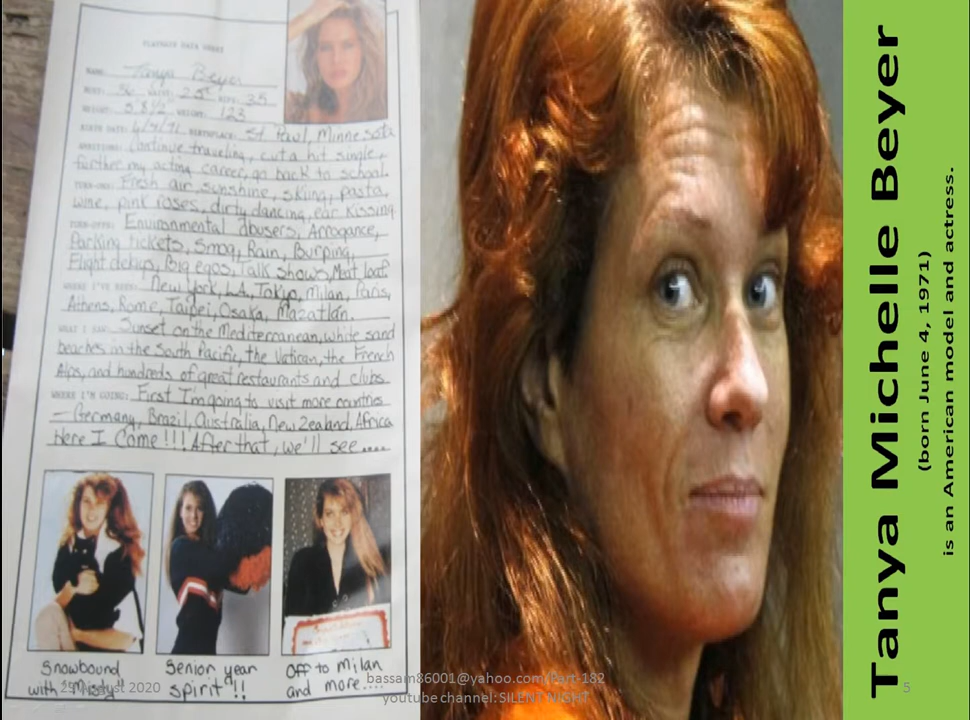 PLAYMATE DATA SHEET
NAME: Tanya Beyer
BUST: 36 WAIST: 25" HIPS: 35
HEIGHT: 5'8½" WEIGHT: 123
BIRTH DATE: 6/4/71 BIRTHPLACE: St Paul, Minnesota
AMBITIONS: Continue traveling, cut a hit single,
further my acting career, go back to school.
TURN-ONS: Fresh air, sunshine, skiing, pasta,
wine, pink roses, dirty dancing, ear kissing
TURN-OFFS: Environmental abusers, Arrogance,
Parking tickets, Smog, Rain, Burping,
Flight delays, Big egos, Talk shows, Meat loaf
WHERE I'VE BEEN: New York, L.A., Tokyo, Milan, Paris,
Athens, Rome, Taipei, Osaka, Mazatlan.
WHAT I SAW: Sunset on the Mediterranean, white sand
beaches in the South Pacific, the Vatican, the French
Alps, and hundreds of great restaurants and clubs.
WHERE I'M GOING: First I'm going to visit more countries
— Germany, Brazil, Australia, New Zealand, Africa
Here I Come!!! After that, we'll see....
Snowbound
with "Misty"
Senior year
spirit!!
Off to Milan
and more....
August 2020
bassam86001@yahoo.com/Part-182
youtube channel: SILENT NIGHT
5
Tanya Michelle Beyer
(born June 4, 1971)
is an American model and actress.